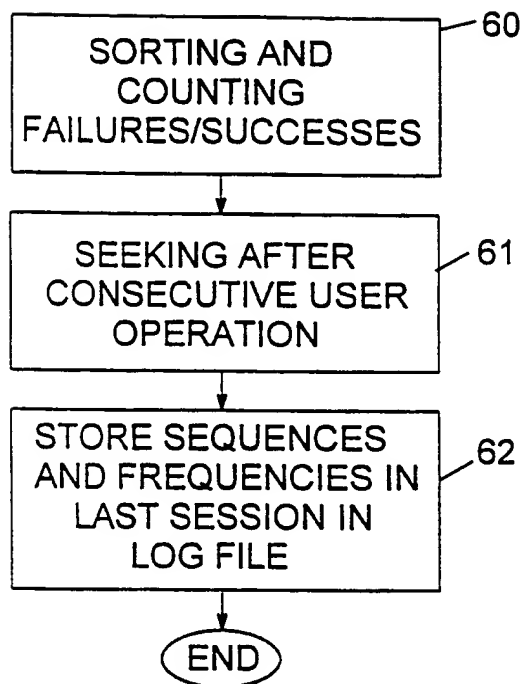 60
SORTING AND
COUNTING
FAILURES/SUCCESSES
61
SEEKING AFTER
CONSECUTIVE USER
OPERATION
62
STORE SEQUENCES
AND FREQUENCIES IN
LAST SESSION IN
LOG FILE
END